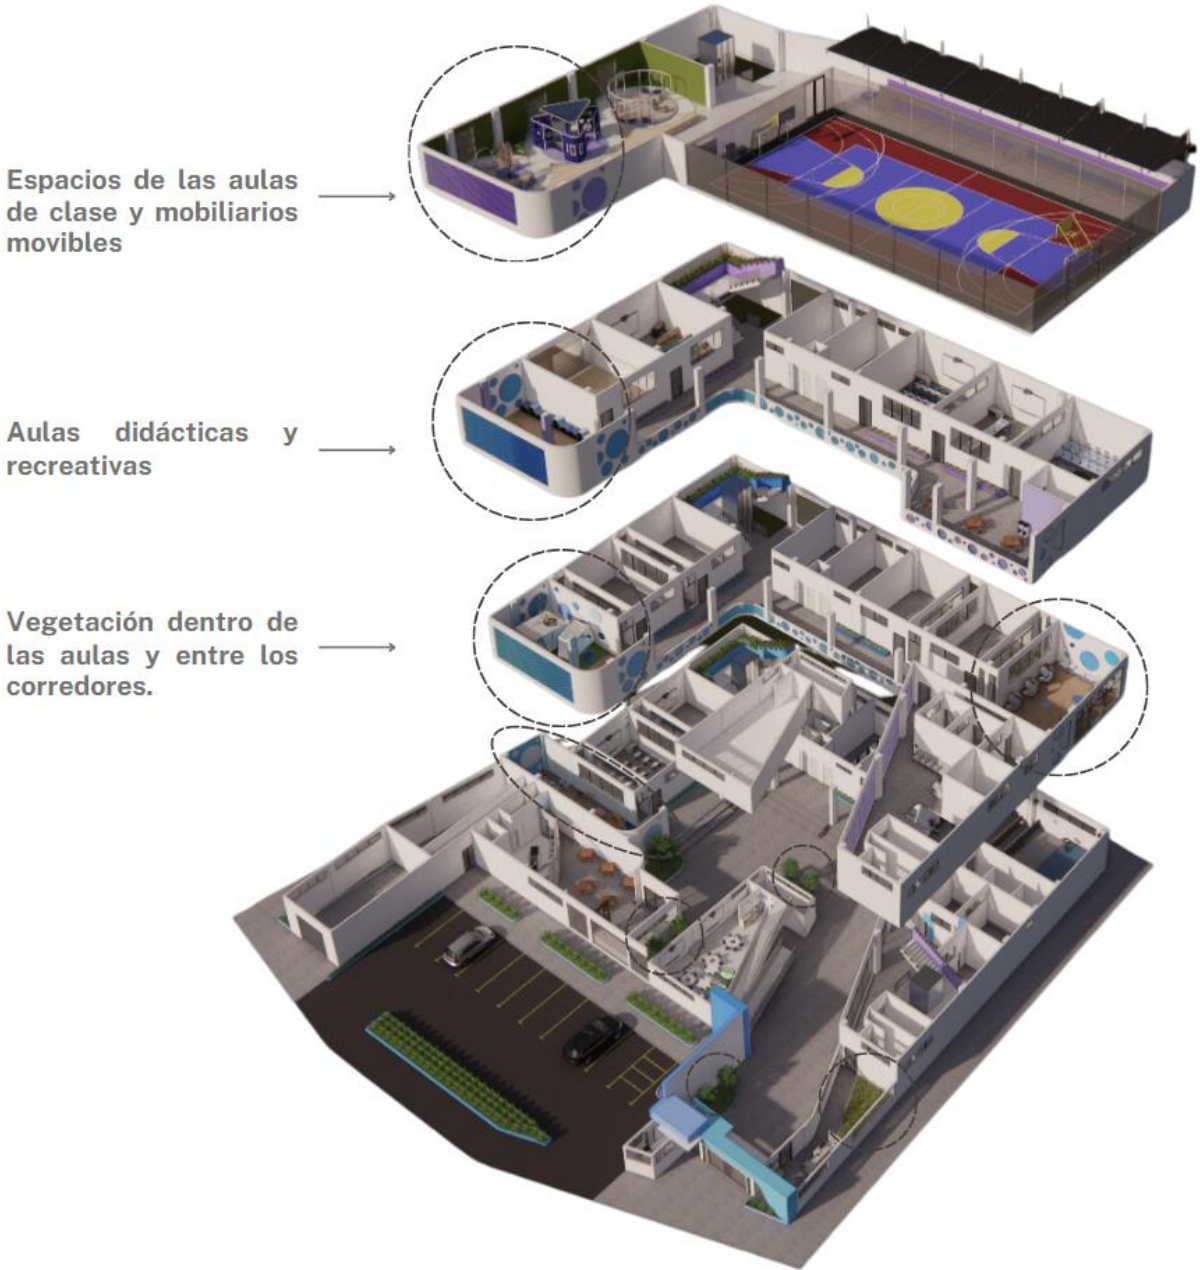 Espacios de las aulas
de clase y mobiliarios
movibles
Aulas didácticas y
recreativas
Vegetación dentro de
las aulas y entre los
corredores.